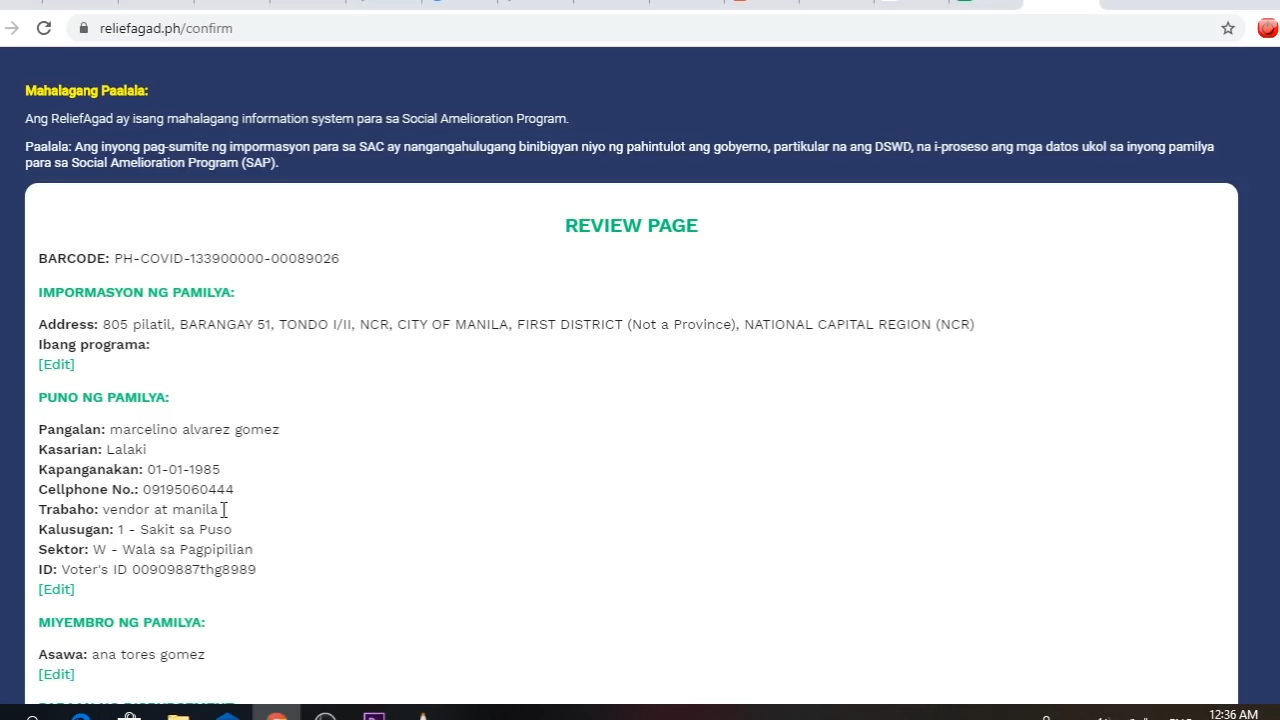 reliefagad.ph/confirm
Mahalagang Paalala:
Ang ReliefAgad ay isang mahalagang information system para sa Social Amelioration Program.
Paalala: Ang inyong pag-sumite ng impormasyon para sa SAC ay nangangahulugang binibigyan niyo ng pahintulot ang gobyerno, partikular na ang DSWD, na i-proseso ang mga datos ukol sa inyong pamilya
para sa Social Amelioration Program (SAP).
REVIEW PAGE
BARCODE: PH-COVID-133900000-00089026
IMPORMASYON NG PAMILYA:
Address: 805 pilatil, BARANGAY 51, TONDO I/II, NCR, CITY OF MANILA, FIRST DISTRICT (Not a Province), NATIONAL CAPITAL REGION (NCR)
Ibang programa:
[Edit]
PUNO NG PAMILYA:
Pangalan: marcelino alvarez gomez
Kasarian: Lalaki
Kapanganakan: 01-01-1985
Cellphone No.: 09195060444
Trabaho: vendor at manila
Kalusugan: 1 - Sakit sa Puso
Sektor: W - Wala sa Pagpipilian
ID: Voter's ID 00909887thg8989
[Edit]
MIYEMBRO NG PAMILYA:
Asawa: ana tores gomez
[Edit]
12:36 AM